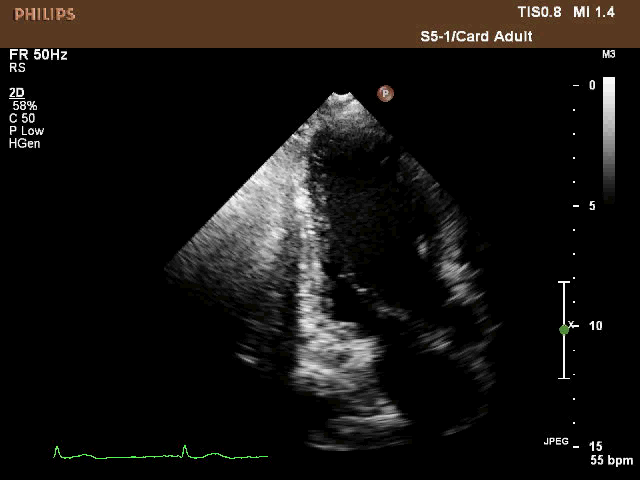 PHILIPS
TIS0.8 MI 1.4
S5-1/Card Adult
FR 50Hz
RS
M3
2D
58%
C 50
P Low
HGen
P
0
5
X
10
JPEG
15
55 bpm